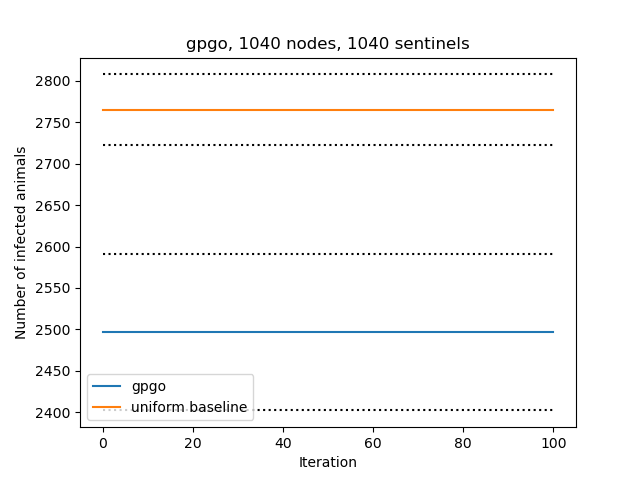 gpgo, 1040 nodes, 1040 sentinels
2800
2750
2700
2650
2600
2550
2500
2450
2400
Number of infected animals
gpgo
uniform baseline
0 20 40 60 80 100
Iteration